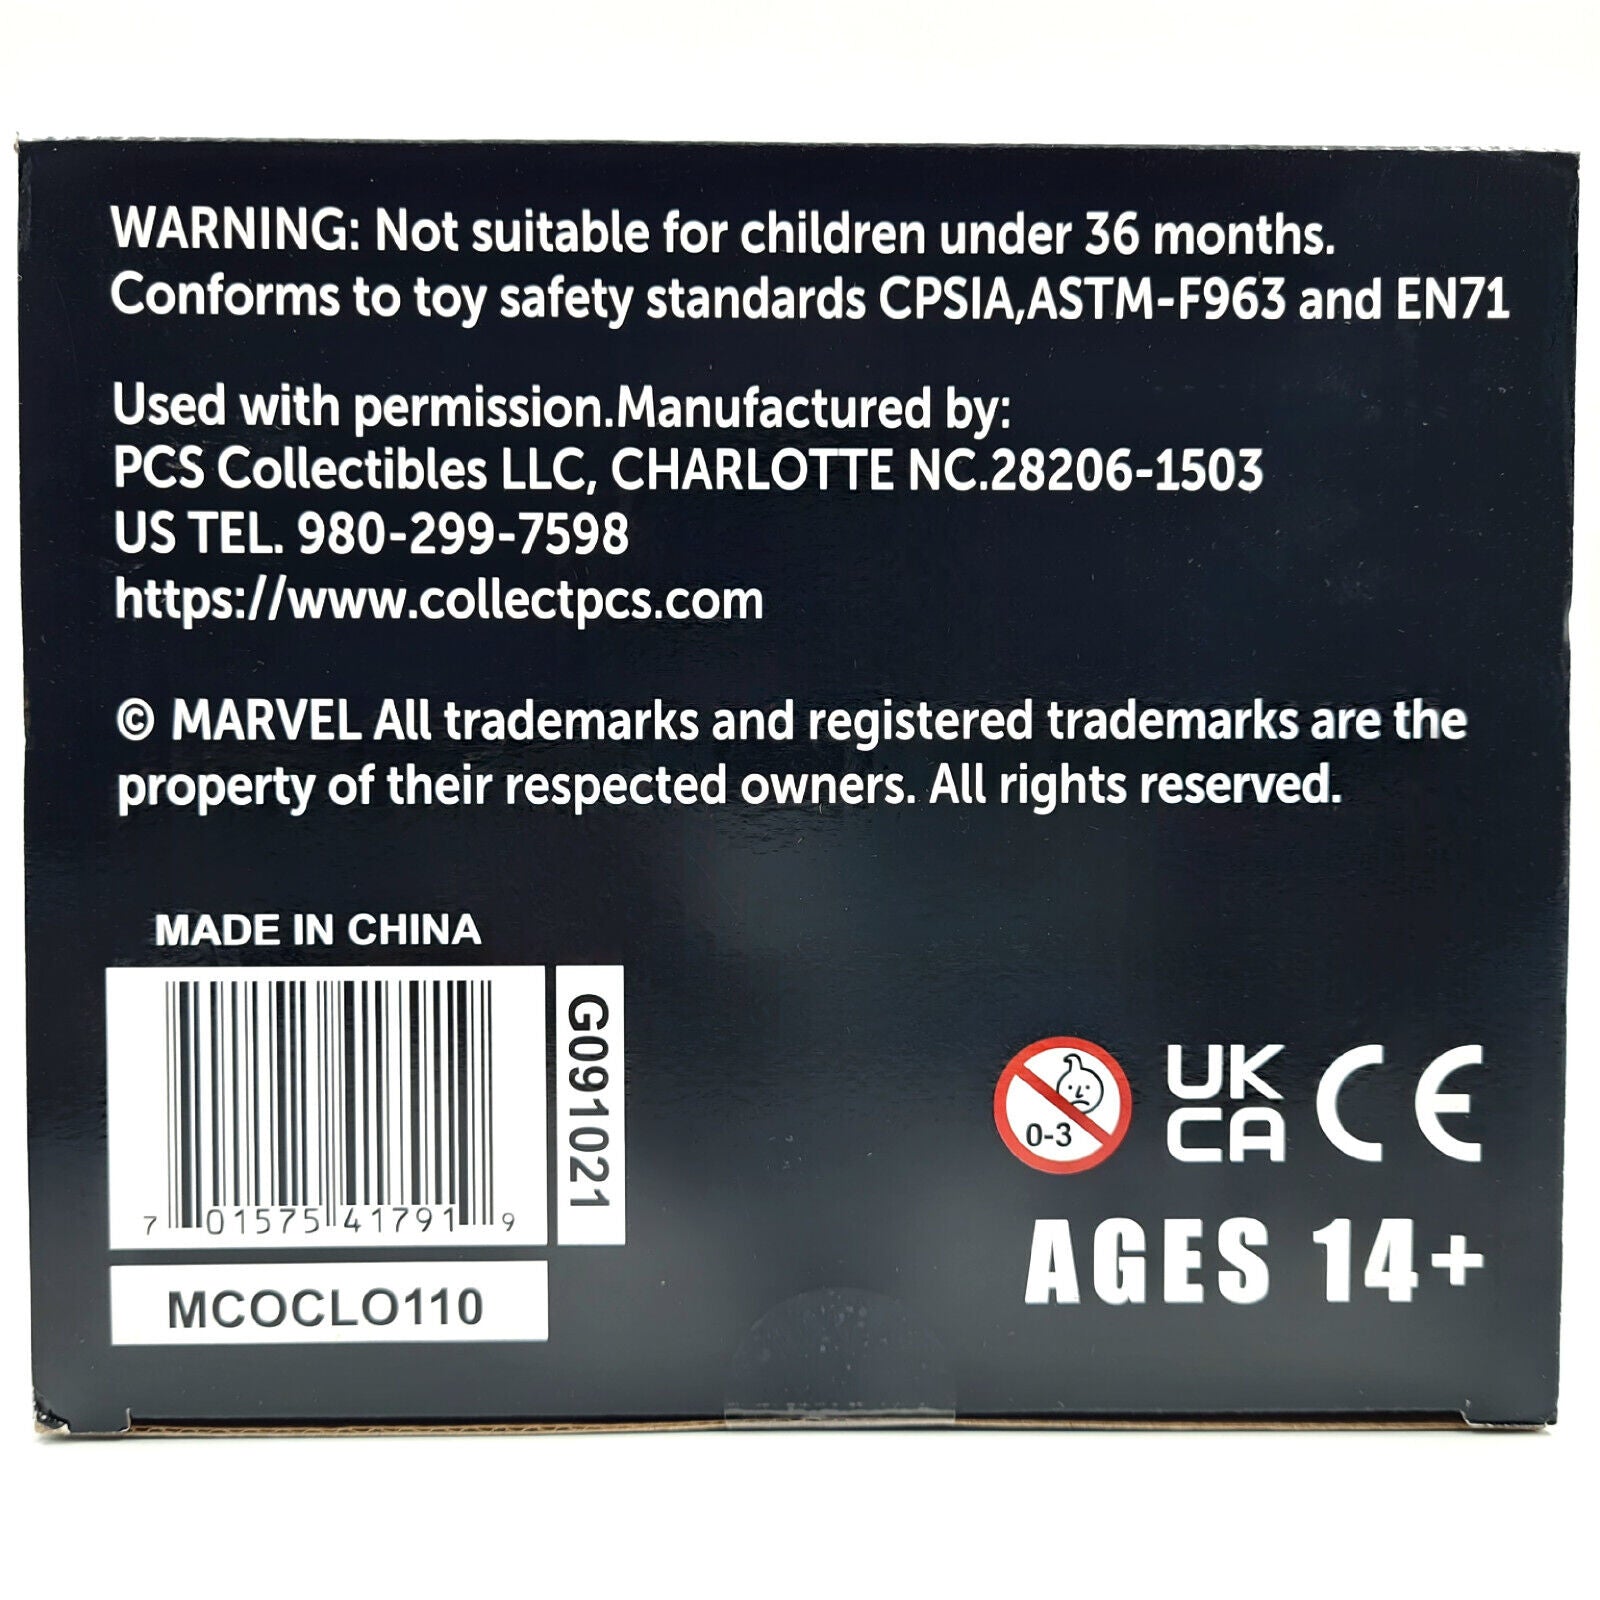 WARNING: Not suitable for children under 36 months.
Conforms to toy safety standards CPSIA,ASTM-F963 and EN71
Used with permission.Manufactured by:
PCS Collectibles LLC, CHARLOTTE NC.28206-1503
US TEL. 980-299-7598
https://www.collectpcs.com
© MARVEL All trademarks and registered trademarks are the
property of their respected owners. All rights reserved.
MADE IN CHINA
7 01575 41791 9
G091021
MCOCLO110
0-3
UK
CA
CE
AGES 14+